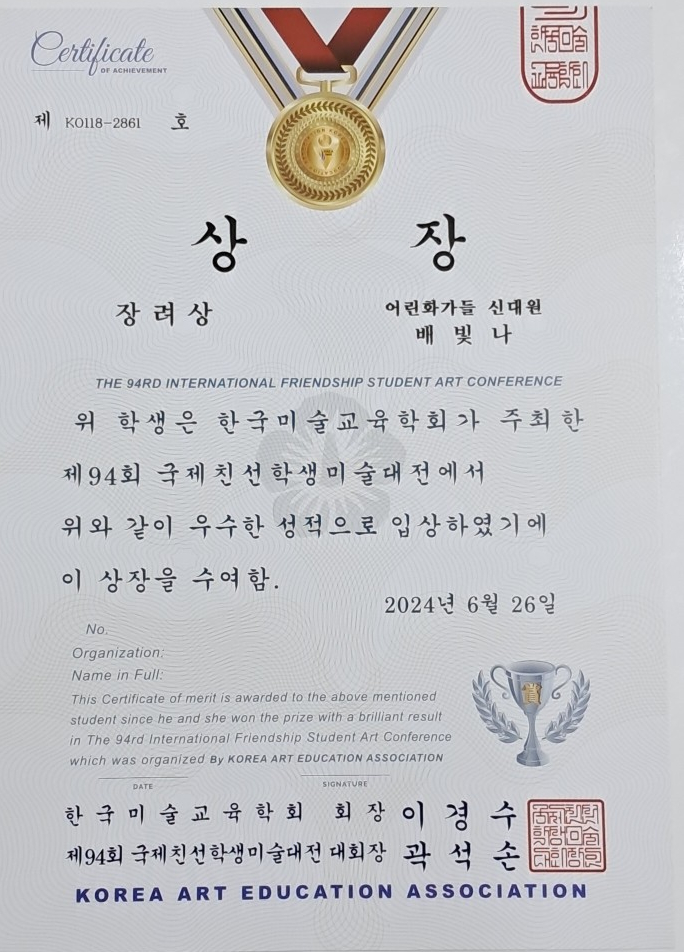 Certificate
OF ACHIEVEMENT
제 KO118-2861 호
상 장
장려상
어린화가들 신대원
배빛나
THE 94RD INTERNATIONAL FRIENDSHIP STUDENT ART CONFERENCE
위 학생은 한국미술교육학회가 주최한
제94회 국제친선학생미술대전에서
위와 같이 우수한 성적으로 입상하였기에
이 상장을 수여함.
2024년 6월 26일
No.
Organization:
Name in Full:
This Certificate of merit is awarded to the above mentioned
student since he and she won the prize with a brilliant result
in The 94rd International Friendship Student Art Conference
which was organized By KOREA ART EDUCATION ASSOCIATION
DATE
SIGNATURE
한국미술교육학회 회장 이경수
제94회 국제친선학생미술대전 대회장 곽석손
KOREA ART EDUCATION ASSOCIATION